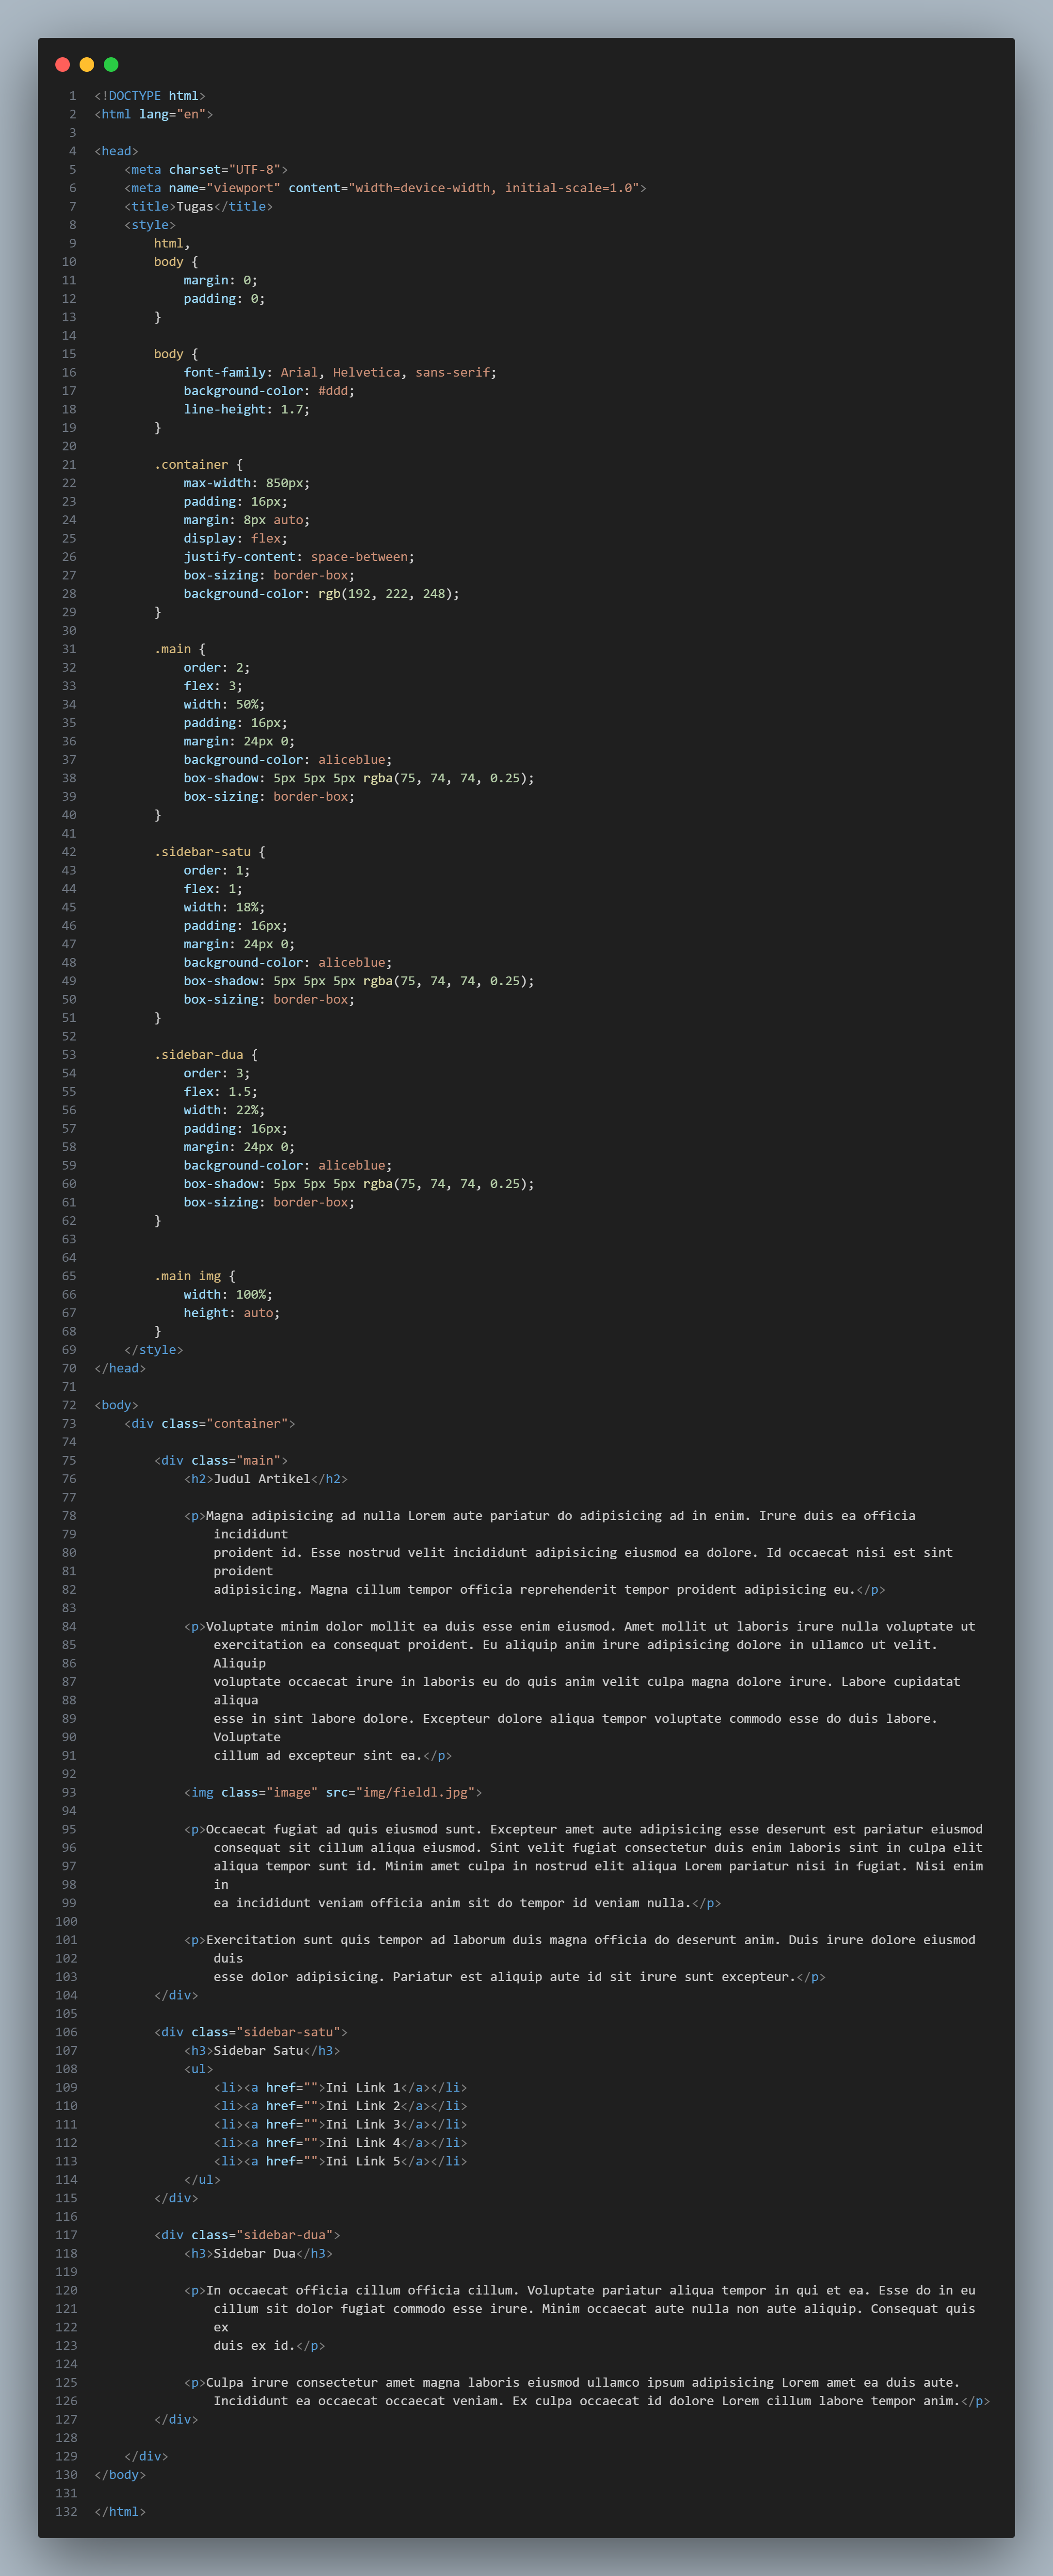 1 <!DOCTYPE html>
2 <html lang="en">
3
4 <head>
5     <meta charset="UTF-8">
6     <meta name="viewport" content="width=device-width, initial-scale=1.0">
7     <title>Tugas</title>
8     <style>
9         html,
10         body {
11             margin: 0;
12             padding: 0;
13         }
14
15         body {
16             font-family: Arial, Helvetica, sans-serif;
17             background-color: #ddd;
18             line-height: 1.7;
19         }
20
21         .container {
22             max-width: 850px;
23             padding: 16px;
24             margin: 8px auto;
25             display: flex;
26             justify-content: space-between;
27             box-sizing: border-box;
28             background-color: rgb(192, 222, 248);
29         }
30
31         .main {
32             order: 2;
33             flex: 3;
34             width: 50%;
35             padding: 16px;
36             margin: 24px 0;
37             background-color: aliceblue;
38             box-shadow: 5px 5px 5px rgba(75, 74, 74, 0.25);
39             box-sizing: border-box;
40         }
41
42         .sidebar-satu {
43             order: 1;
44             flex: 1;
45             width: 18%;
46             padding: 16px;
47             margin: 24px 0;
48             background-color: aliceblue;
49             box-shadow: 5px 5px 5px rgba(75, 74, 74, 0.25);
50             box-sizing: border-box;
51         }
52
53         .sidebar-dua {
54             order: 3;
55             flex: 1.5;
56             width: 22%;
57             padding: 16px;
58             margin: 24px 0;
59             background-color: aliceblue;
60             box-shadow: 5px 5px 5px rgba(75, 74, 74, 0.25);
61             box-sizing: border-box;
62         }
63
64
65         .main img {
66             width: 100%;
67             height: auto;
68         }
69     </style>
70 </head>
71
72 <body>
73     <div class="container">
74
75         <div class="main">
76             <h2>Judul Artikel</h2>
77
78             <p>Magna adipisicing ad nulla Lorem aute pariatur do adipisicing ad in enim. Irure duis ea officia
79                 incididunt
80                 proident id. Esse nostrud velit incididunt adipisicing eiusmod ea dolore. Id occaecat nisi est sint
81                 proident
82                 adipisicing. Magna cillum tempor officia reprehenderit tempor proident adipisicing eu.</p>
83
84             <p>Voluptate minim dolor mollit ea duis esse enim eiusmod. Amet mollit ut laboris irure nulla voluptate ut
85                 exercitation ea consequat proident. Eu aliquip anim irure adipisicing dolore in ullamco ut velit.
86                 Aliquip
87                 voluptate occaecat irure in laboris eu do quis anim velit culpa magna dolore irure. Labore cupidatat
88                 aliqua
89                 esse in sint labore dolore. Excepteur dolore aliqua tempor voluptate commodo esse do duis labore.
90                 Voluptate
91                 cillum ad excepteur sint ea.</p>
92
93             <img class="image" src="img/field1.jpg">
94
95             <p>Occaecat fugiat ad quis eiusmod sunt. Excepteur amet aute adipisicing esse deserunt est pariatur eiusmod
96                 consequat sit cillum aliqua eiusmod. Sint velit fugiat consectetur duis enim laboris sint in culpa elit
97                 aliqua tempor sunt id. Minim amet culpa in nostrud elit aliqua Lorem pariatur nisi in fugiat. Nisi enim
98                 in
99                 ea incididunt veniam officia anim sit do tempor id veniam nulla.</p>
100
101             <p>Exercitation sunt quis tempor ad laborum duis magna officia do deserunt anim. Duis irure dolore eiusmod
102                 duis
103                 esse dolor adipisicing. Pariatur est aliquip aute id sit irure sunt excepteur.</p>
104         </div>
105
106         <div class="sidebar-satu">
107             <h3>Sidebar Satu</h3>
108             <ul>
109                 <li><a href="">Ini Link 1</a></li>
110                 <li><a href="">Ini Link 2</a></li>
111                 <li><a href="">Ini Link 3</a></li>
112                 <li><a href="">Ini Link 4</a></li>
113                 <li><a href="">Ini Link 5</a></li>
114             </ul>
115         </div>
116
117         <div class="sidebar-dua">
118             <h3>Sidebar Dua</h3>
119
120             <p>In occaecat officia cillum officia cillum. Voluptate pariatur aliqua tempor in qui et ea. Esse do in eu
121                 cillum sit dolor fugiat commodo esse irure. Minim occaecat aute nulla non aute aliquip. Consequat quis
122                 ex
123                 duis ex id.</p>
124
125             <p>Culpa irure consectetur amet magna laboris eiusmod ullamco ipsum adipisicing Lorem amet ea duis aute.
126                 Incididunt ea occaecat occaecat veniam. Ex culpa occaecat id dolore Lorem cillum labore tempor anim.</p>
127         </div>
128
129     </div>
130 </body>
131
132 </html>